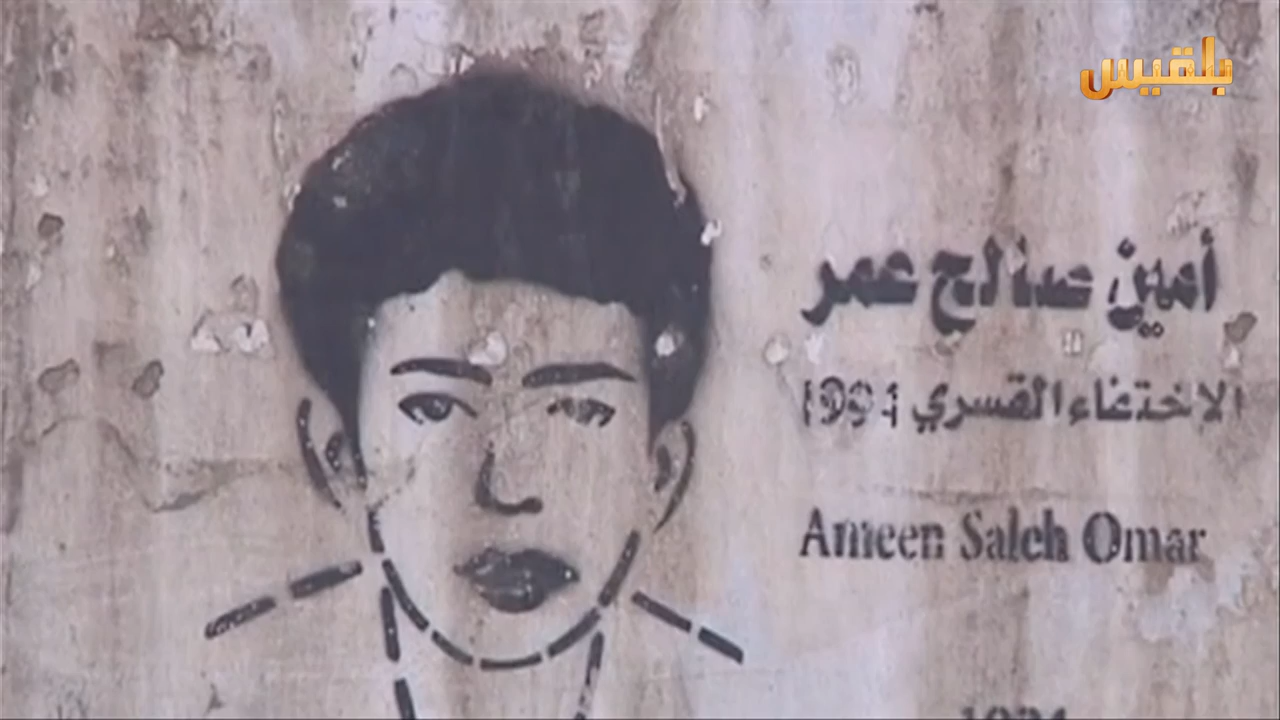 بلقيس
أمين صالح عمر
الاختفاء القسري 1994
Ameen Saleh Omar